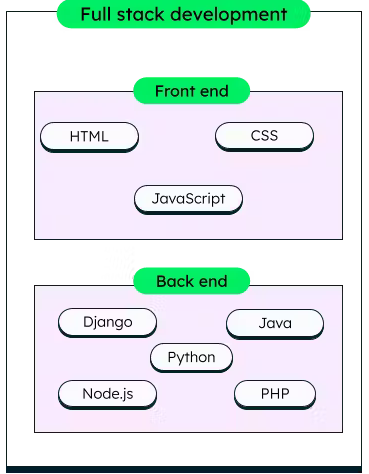 Full stack development
Front end
HTML
CSS
JavaScript
Back end
Django
Java
Python
Node.js
PHP